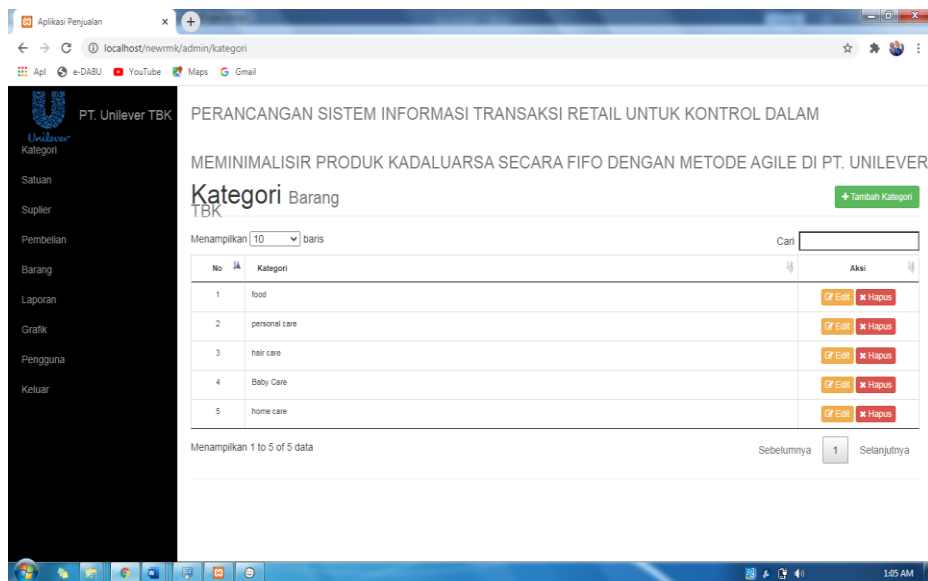 Aplikasi Penjualan
localhost/newrmk/admin/kategori
Apl e-DABU YouTube Maps Gmail
Unilever
PT. Unilever TBK
Kategori
Satuan
Suplier
Pembelian
Barang
Laporan
Grafik
Pengguna
Keluar
PERANCANGAN SISTEM INFORMASI TRANSAKSI RETAIL UNTUK KONTROL DALAM
MEMINIMALISIR PRODUK KADALUARSA SECARA FIFO DENGAN METODE AGILE DI PT. UNILEVER
TBK
Kategori Barang
Tambah Kategori
Menampilkan 10 baris
Cari
No Kategori Aksi
1 food Edit Hapus
2 personal care Edit Hapus
3 hair care Edit Hapus
4 Baby Care Edit Hapus
5 home care Edit Hapus
Menampilkan 1 to 5 of 5 data
Sebelumnya 1 Selanjutnya
1:05 AM